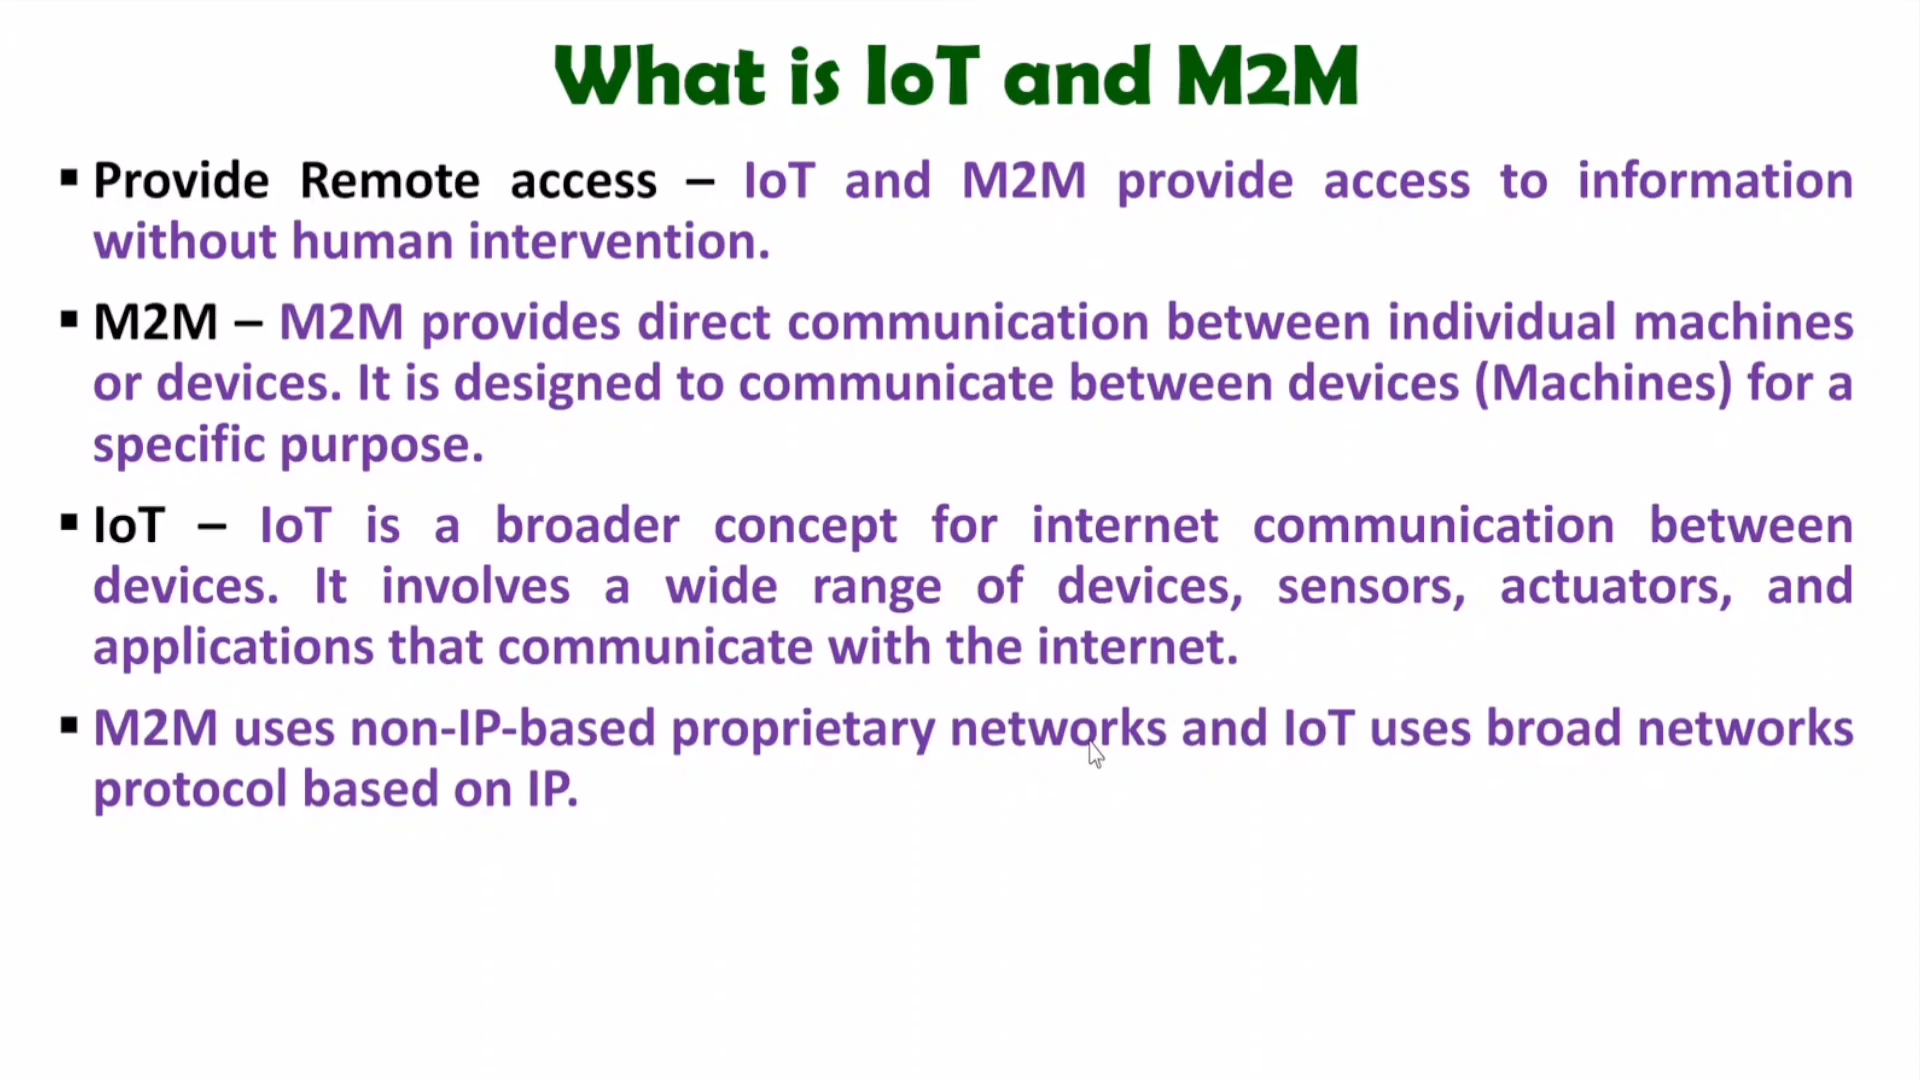 What is IoT and M2M
▪ Provide Remote access – IoT and M2M provide access to information
without human intervention.
▪ M2M – M2M provides direct communication between individual machines
or devices. It is designed to communicate between devices (Machines) for a
specific purpose.
▪ IoT – IoT is a broader concept for internet communication between
devices. It involves a wide range of devices, sensors, actuators, and
applications that communicate with the internet.
▪ M2M uses non-IP-based proprietary networks and IoT uses broad networks
protocol based on IP.